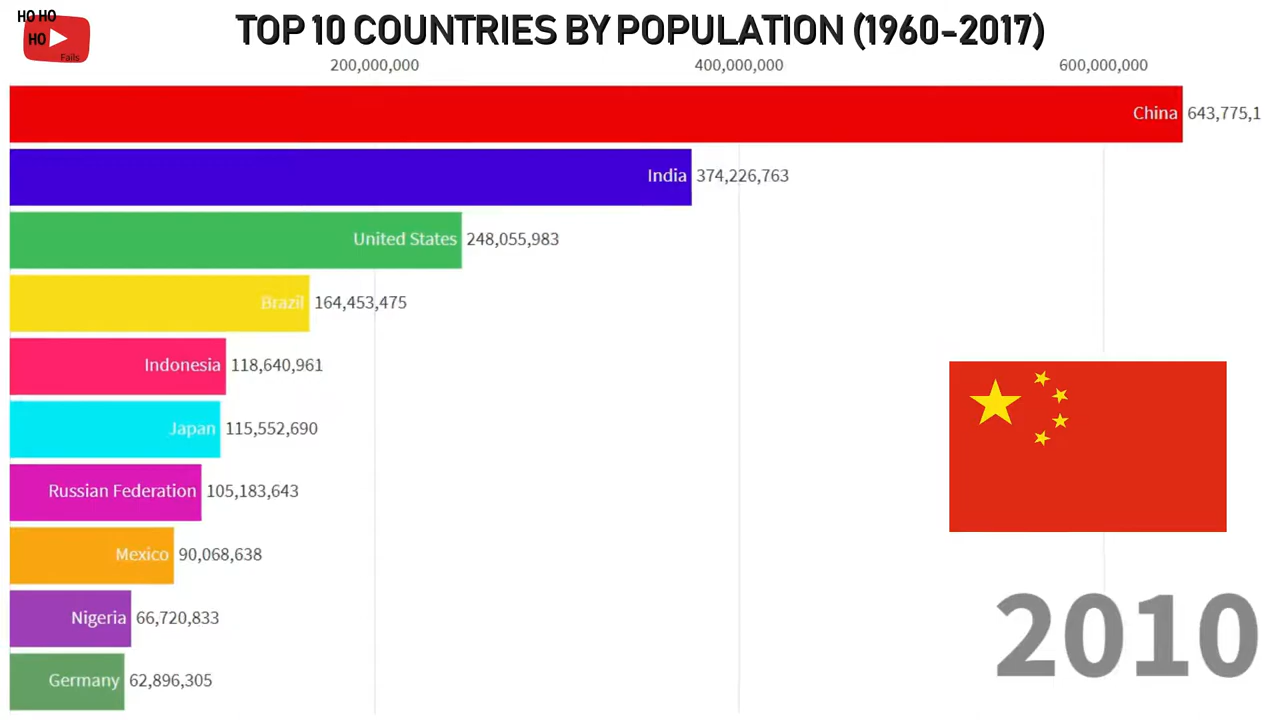 HO HO
HO
Fails
TOP 10 COUNTRIES BY POPULATION (1960-2017)
200,000,000 400,000,000 600,000,000
China 643,775,1
India 374,226,763
United States 248,055,983
Brazil 164,453,475
Indonesia 118,640,961
Japan 115,552,690
Russian Federation 105,183,643
Mexico 90,068,638
Nigeria 66,720,833
Germany 62,896,305
2010